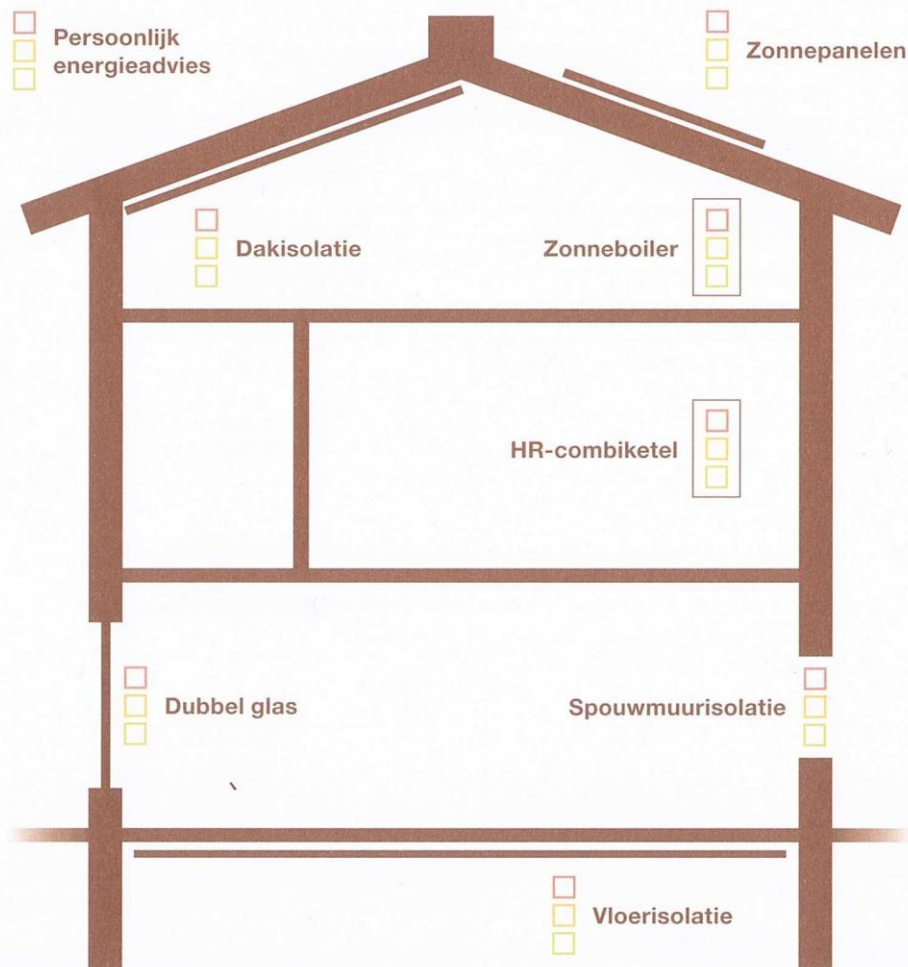 Persoonlijk
energieadvies
Zonnepanelen
Dakisolatie
Zonneboiler
HR-combiketel
Dubbel glas
Spouwmuurisolatie
Vloerisolatie